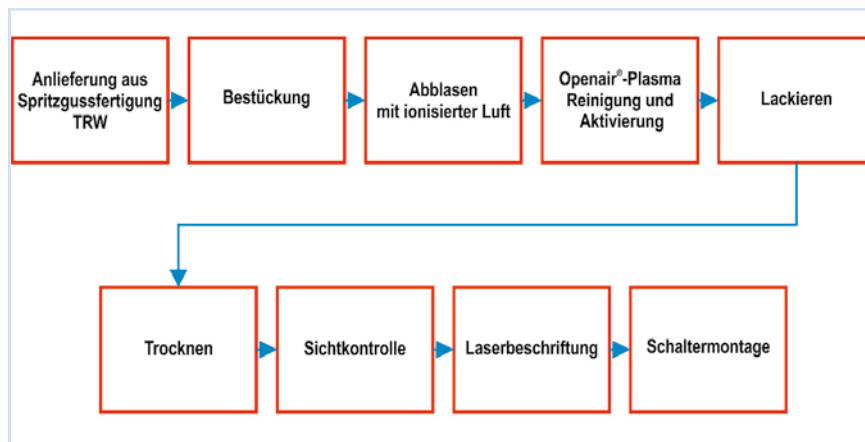 Anlieferung aus
Spritzgussfertigung
TRW
Bestückung
Abblasen
mit ionisierter Luft
Openair®-Plasma
Reinigung und
Aktivierung
Lackieren
Trocknen
Sichtkontrolle
Laserbeschriftung
Schaltermontage